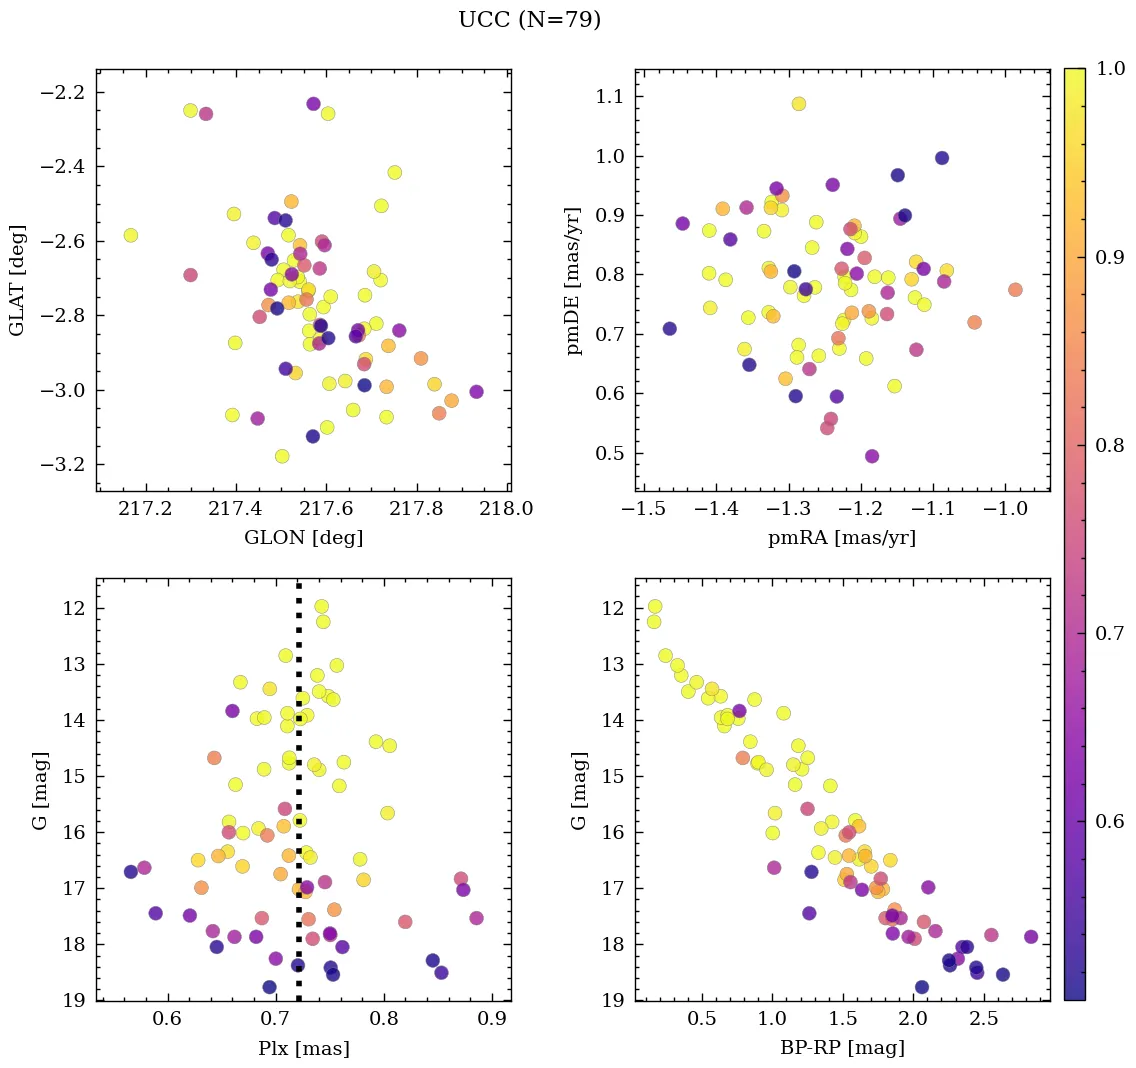 UCC (N=79)
−2.2
−2.4
−2.6
−2.8
−3.0
−3.2
GLAT [deg]
217.2 217.4 217.6 217.8 218.0
GLON [deg]
1.1
1.0
0.9
0.8
0.7
0.6
0.5
pmDE [mas/yr]
−1.5 −1.4 −1.3 −1.2 −1.1 −1.0
pmRA [mas/yr]
12
13
14
15
16
17
18
19
G [mag]
0.6 0.7 0.8 0.9
Plx [mas]
12
13
14
15
16
17
18
19
G [mag]
0.5 1.0 1.5 2.0 2.5
BP-RP [mag]
1.0
0.9
0.8
0.7
0.6